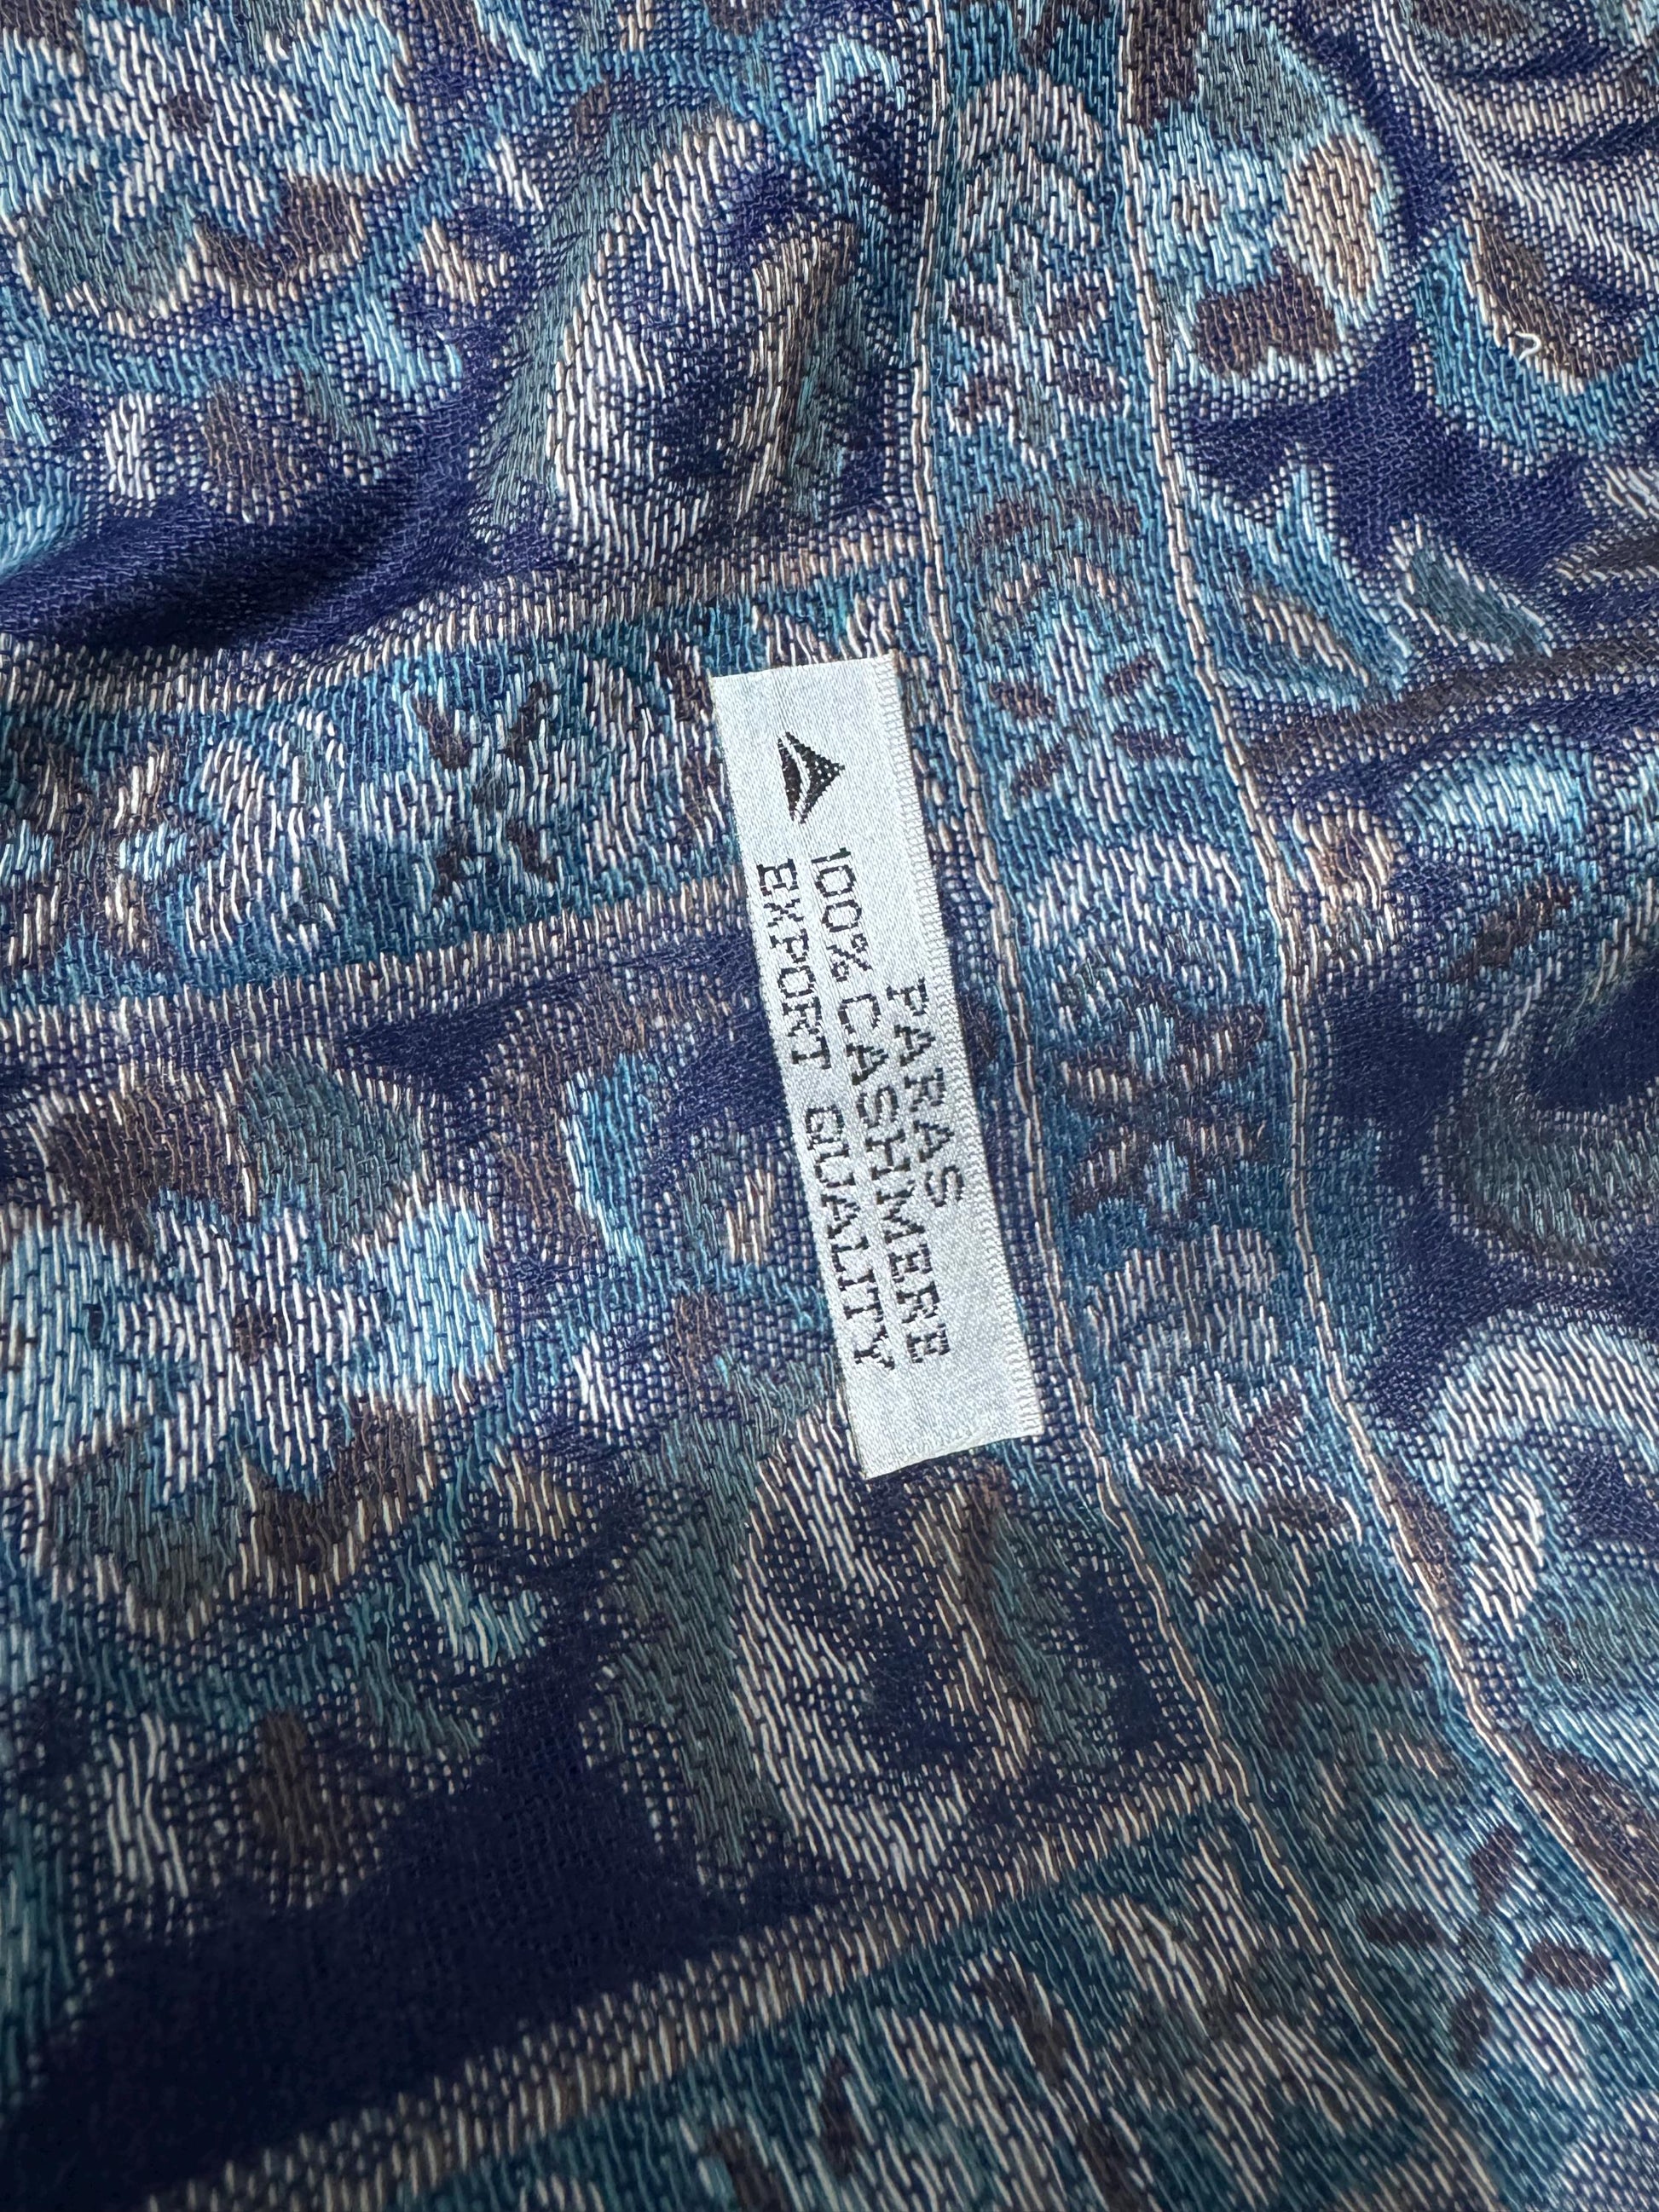 PARAS
100% CASHMERE
EXPORT QUALITY